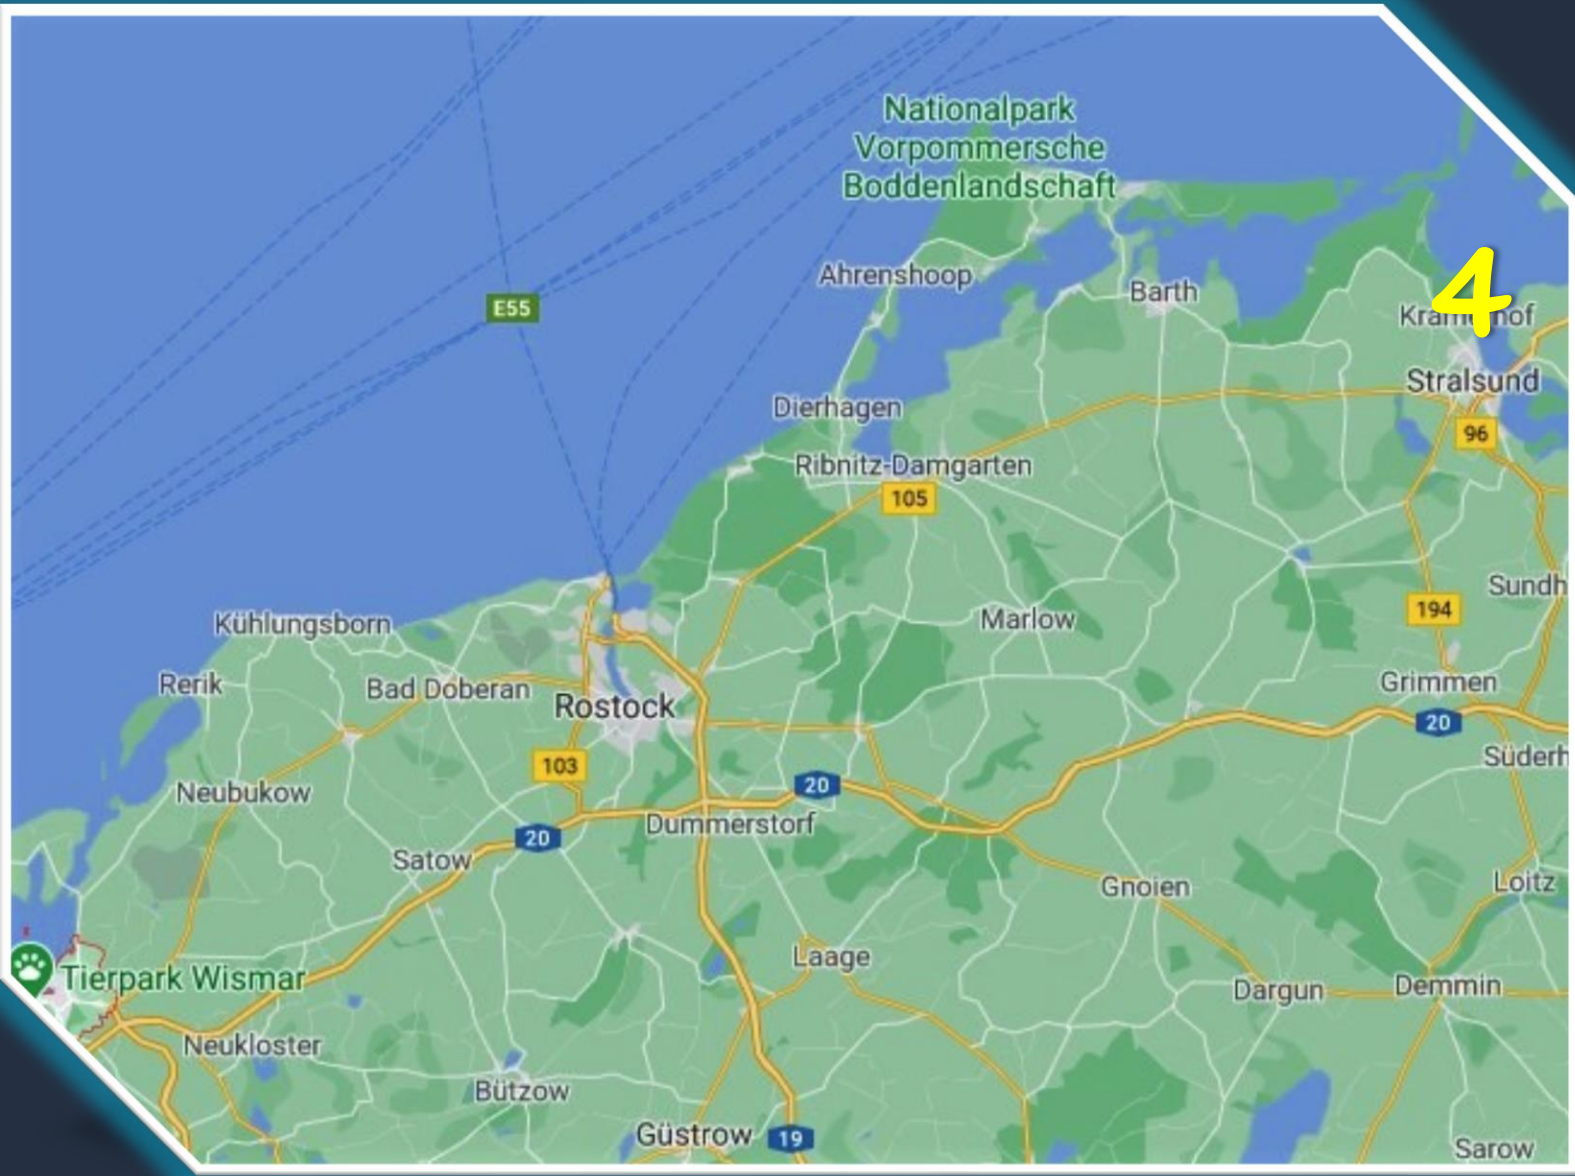 Nationalpark
Vorpommersche
Boddenlandschaft
4
Ahrenshoop
Barth
E55
Dierhagen
Stralsund
96
Ribnitz-Damgarten
105
Sundh
194
Marlow
Kühlungsborn
Rerik
Bad Doberan
Grimmen
Rostock
20
Süderh
103
20
Neubukow
Dummerstorf
20
Satow
Gnoien
Loitz
Laage
Tierpark Wismar
Dargun
Demmin
Neukloster
Bützow
Güstrow
19
Sarow